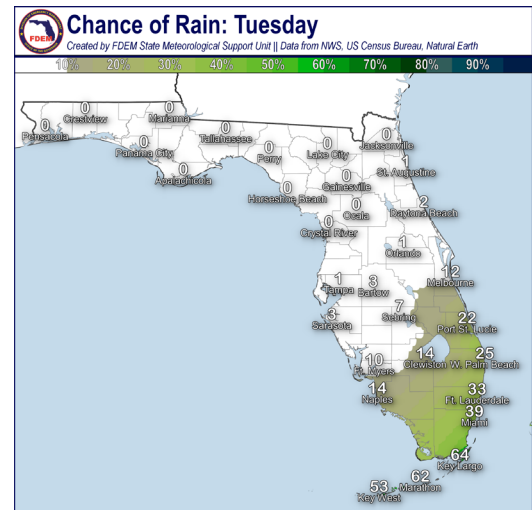 FDEM
Chance of Rain: Tuesday
Created by FDEM State Meteorological Support Unit || Data from NWS, US Census Bureau, Natural Earth
10% 20% 30% 40% 50% 60% 70% 80% 90%
0
Pensacola
0
Crestview
0
Marianna
0
Panama City
0
Apalachicola
0
Tallahassee
0
Perry
0
Lake City
0
Jacksonville
1
St. Augustine
0
Gainesville
0
Horseshoe Beach
0
Ocala
2
Daytona Beach
0
Crystal River
1
Orlando
12
Melbourne
1
Tampa
3
Bartow
7
Sebring
3
Sarasota
22
Port St. Lucie
10
Ft. Myers
14
Clewiston
25
W. Palm Beach
14
Naples
33
Ft. Lauderdale
39
Miami
64
Key Largo
62
Marathon
53
Key West